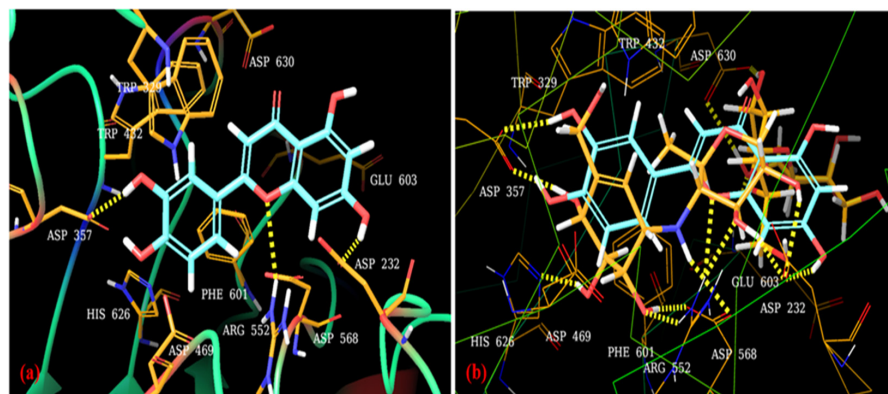 ASP 630
TRP 329
TRP 432
GLU 603
ASP 357
ASP 232
PHE 601
HIS 626
ARG 552
ASP 568
ASP 469
(a)
TRP 432
ASP 630
TRP 329
ASP 357
GLU 603
ASP 232
HIS 626
ASP 469
PHE 601
ASP 568
ARG 552
(b)